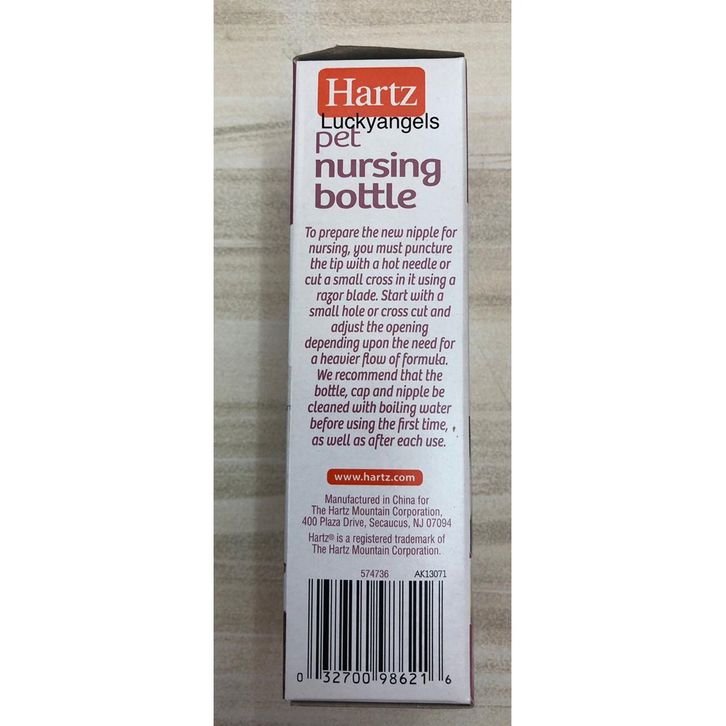 Hartz
Luckyangels
pet
nursing
bottle
To prepare the new nipple for
nursing, you must puncture
the tip with a hot needle or
cut a small cross in it using a
razor blade. Start with a
small hole or cross cut and
adjust the opening
depending upon the need for
a heavier flow of formula.
We recommend that the
bottle, cap and nipple be
cleaned with boiling water
before using the first time,
as well as after each use.
www.hartz.com
Manufactured in China for
The Hartz Mountain Corporation,
400 Plaza Drive, Secaucus, NJ 07094
Hartz® is a registered trademark of
The Hartz Mountain Corporation.
574736 AK13071
0 32700 98621 6